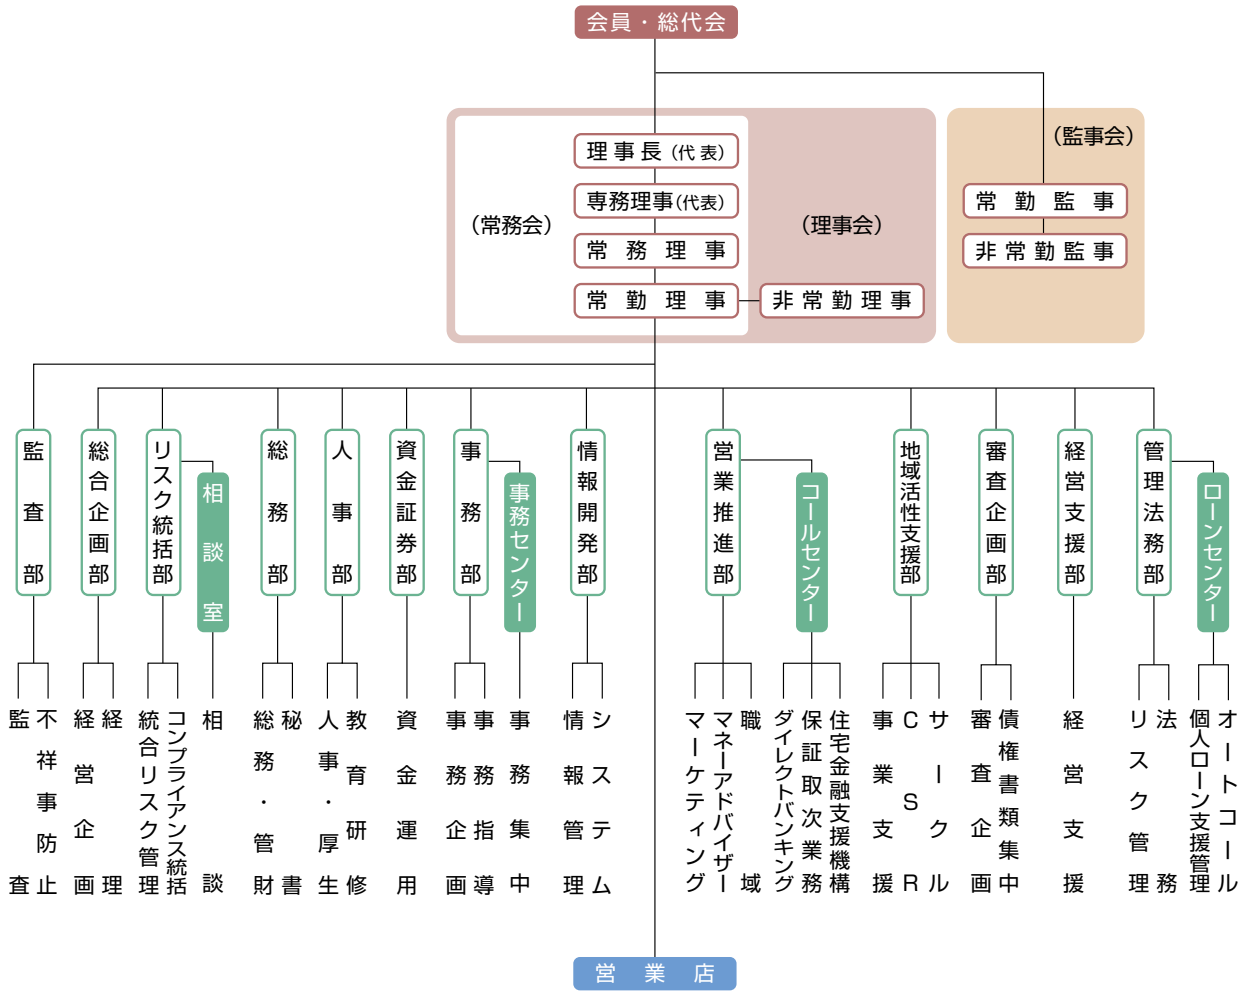 会員・総代会
(監事会)
理事長(代表)
専務理事(代表)
常務理事
常勤理事
(常務会)
(理事会)
非常勤理事
常勤監事
非常勤監事
監査部
総合企画部
リスク統括部
相談室
総務部
人事部
資金証券部
事務部
事務センター
情報開発部
営業推進部
コールセンター
地域活性支援部
審査企画部
経営支援部
管理法務部
ローンセンター
監査
不祥事防止
経営企画
経理
統合リスク管理
コンプライアンス統括
相談
総務・管財
秘書
人事・厚生
教育研修
資金運用
事務企画
事務指導
事務集中
情報管理
システム
マーケティング
マネーアドバイザー
職域
ダイレクトバンキング
保証取次業務
住宅金融支援機構
事業支援
CSR
サークル
審査企画
債権書類集中
経営支援
リスク管理
法務
個人ローン支援管理
オートコール
営業店